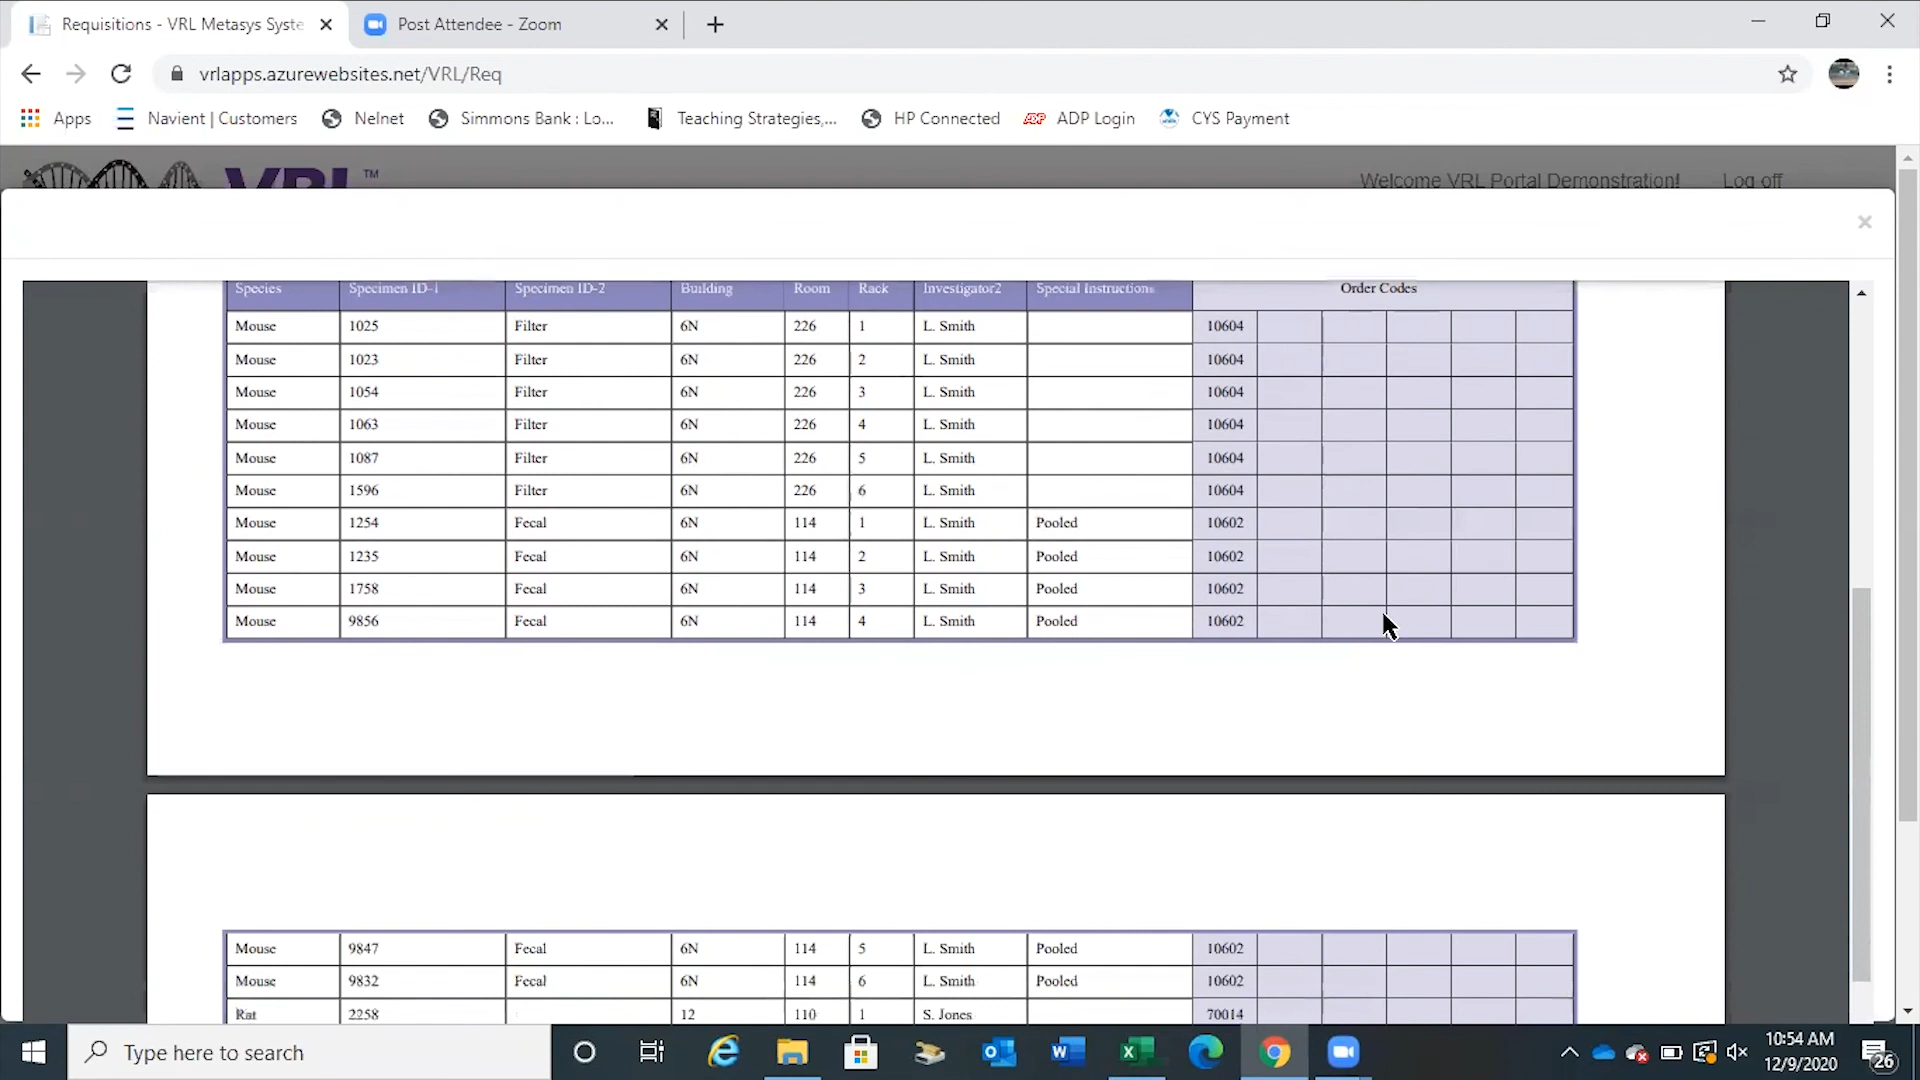 Requisitions - VRL Metasys Syste
Post Attendee - Zoom
vrlapps.azurewebsites.net/VRL/Req
Apps Navient | Customers Nelnet Simmons Bank : Lo... Teaching Strategies,... HP Connected ADP Login CYS Payment
VRL™ Welcome VRL Portal Demonstration! Log off
×
Species Specimen ID-1 Specimen ID-2 Building Room Rack Investigator2 Special Instructions Order Codes
Mouse 1025 Filter 6N 226 1 L. Smith 10604
Mouse 1023 Filter 6N 226 2 L. Smith 10604
Mouse 1054 Filter 6N 226 3 L. Smith 10604
Mouse 1063 Filter 6N 226 4 L. Smith 10604
Mouse 1087 Filter 6N 226 5 L. Smith 10604
Mouse 1596 Filter 6N 226 6 L. Smith 10604
Mouse 1254 Fecal 6N 114 1 L. Smith Pooled 10602
Mouse 1235 Fecal 6N 114 2 L. Smith Pooled 10602
Mouse 1758 Fecal 6N 114 3 L. Smith Pooled 10602
Mouse 9856 Fecal 6N 114 4 L. Smith Pooled 10602
Mouse 9847 Fecal 6N 114 5 L. Smith Pooled 10602
Mouse 9832 Fecal 6N 114 6 L. Smith Pooled 10602
Rat 2258 12 110 1 S. Jones 70014
Type here to search
10:54 AM
12/9/2020
26